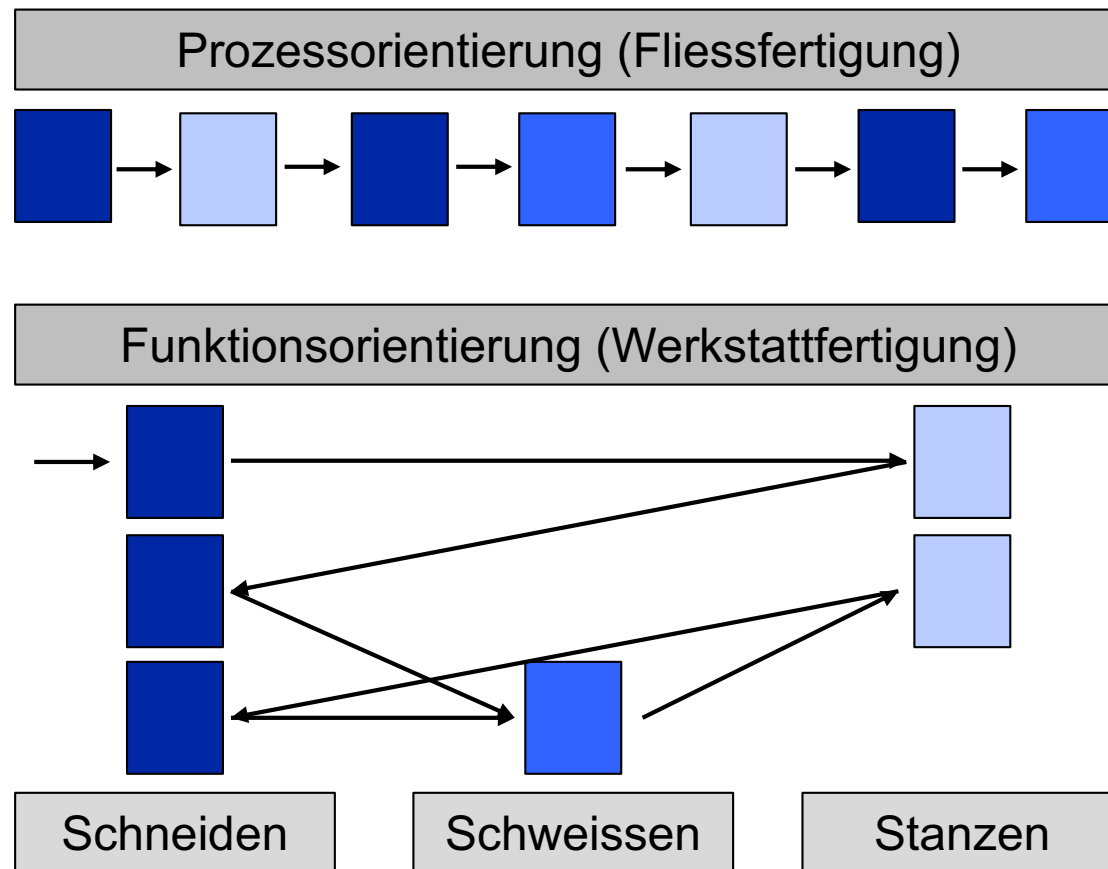 Prozessorientierung (Fliessfertigung)
Funktionsorientierung (Werkstattfertigung)
Schneiden
Schweissen
Stanzen